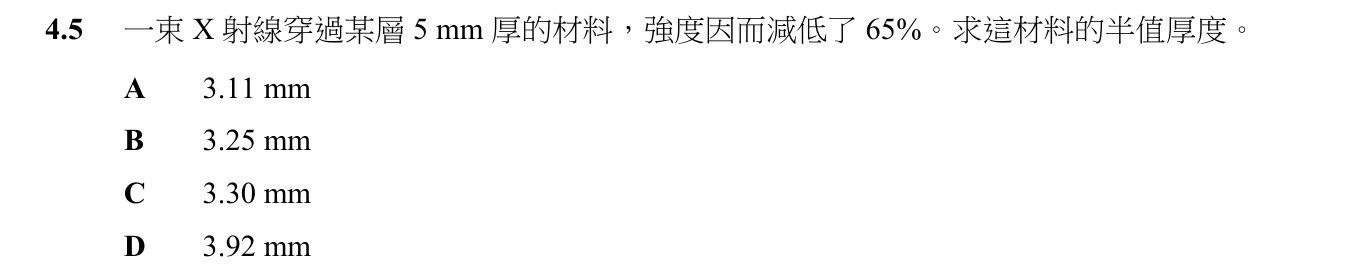 4.5 一束 X 射線穿過某層 5 mm 厚的材料，強度因而減低了 65%。求這材料的半值厚度。
A 3.11 mm
B 3.25 mm
C 3.30 mm
D 3.92 mm